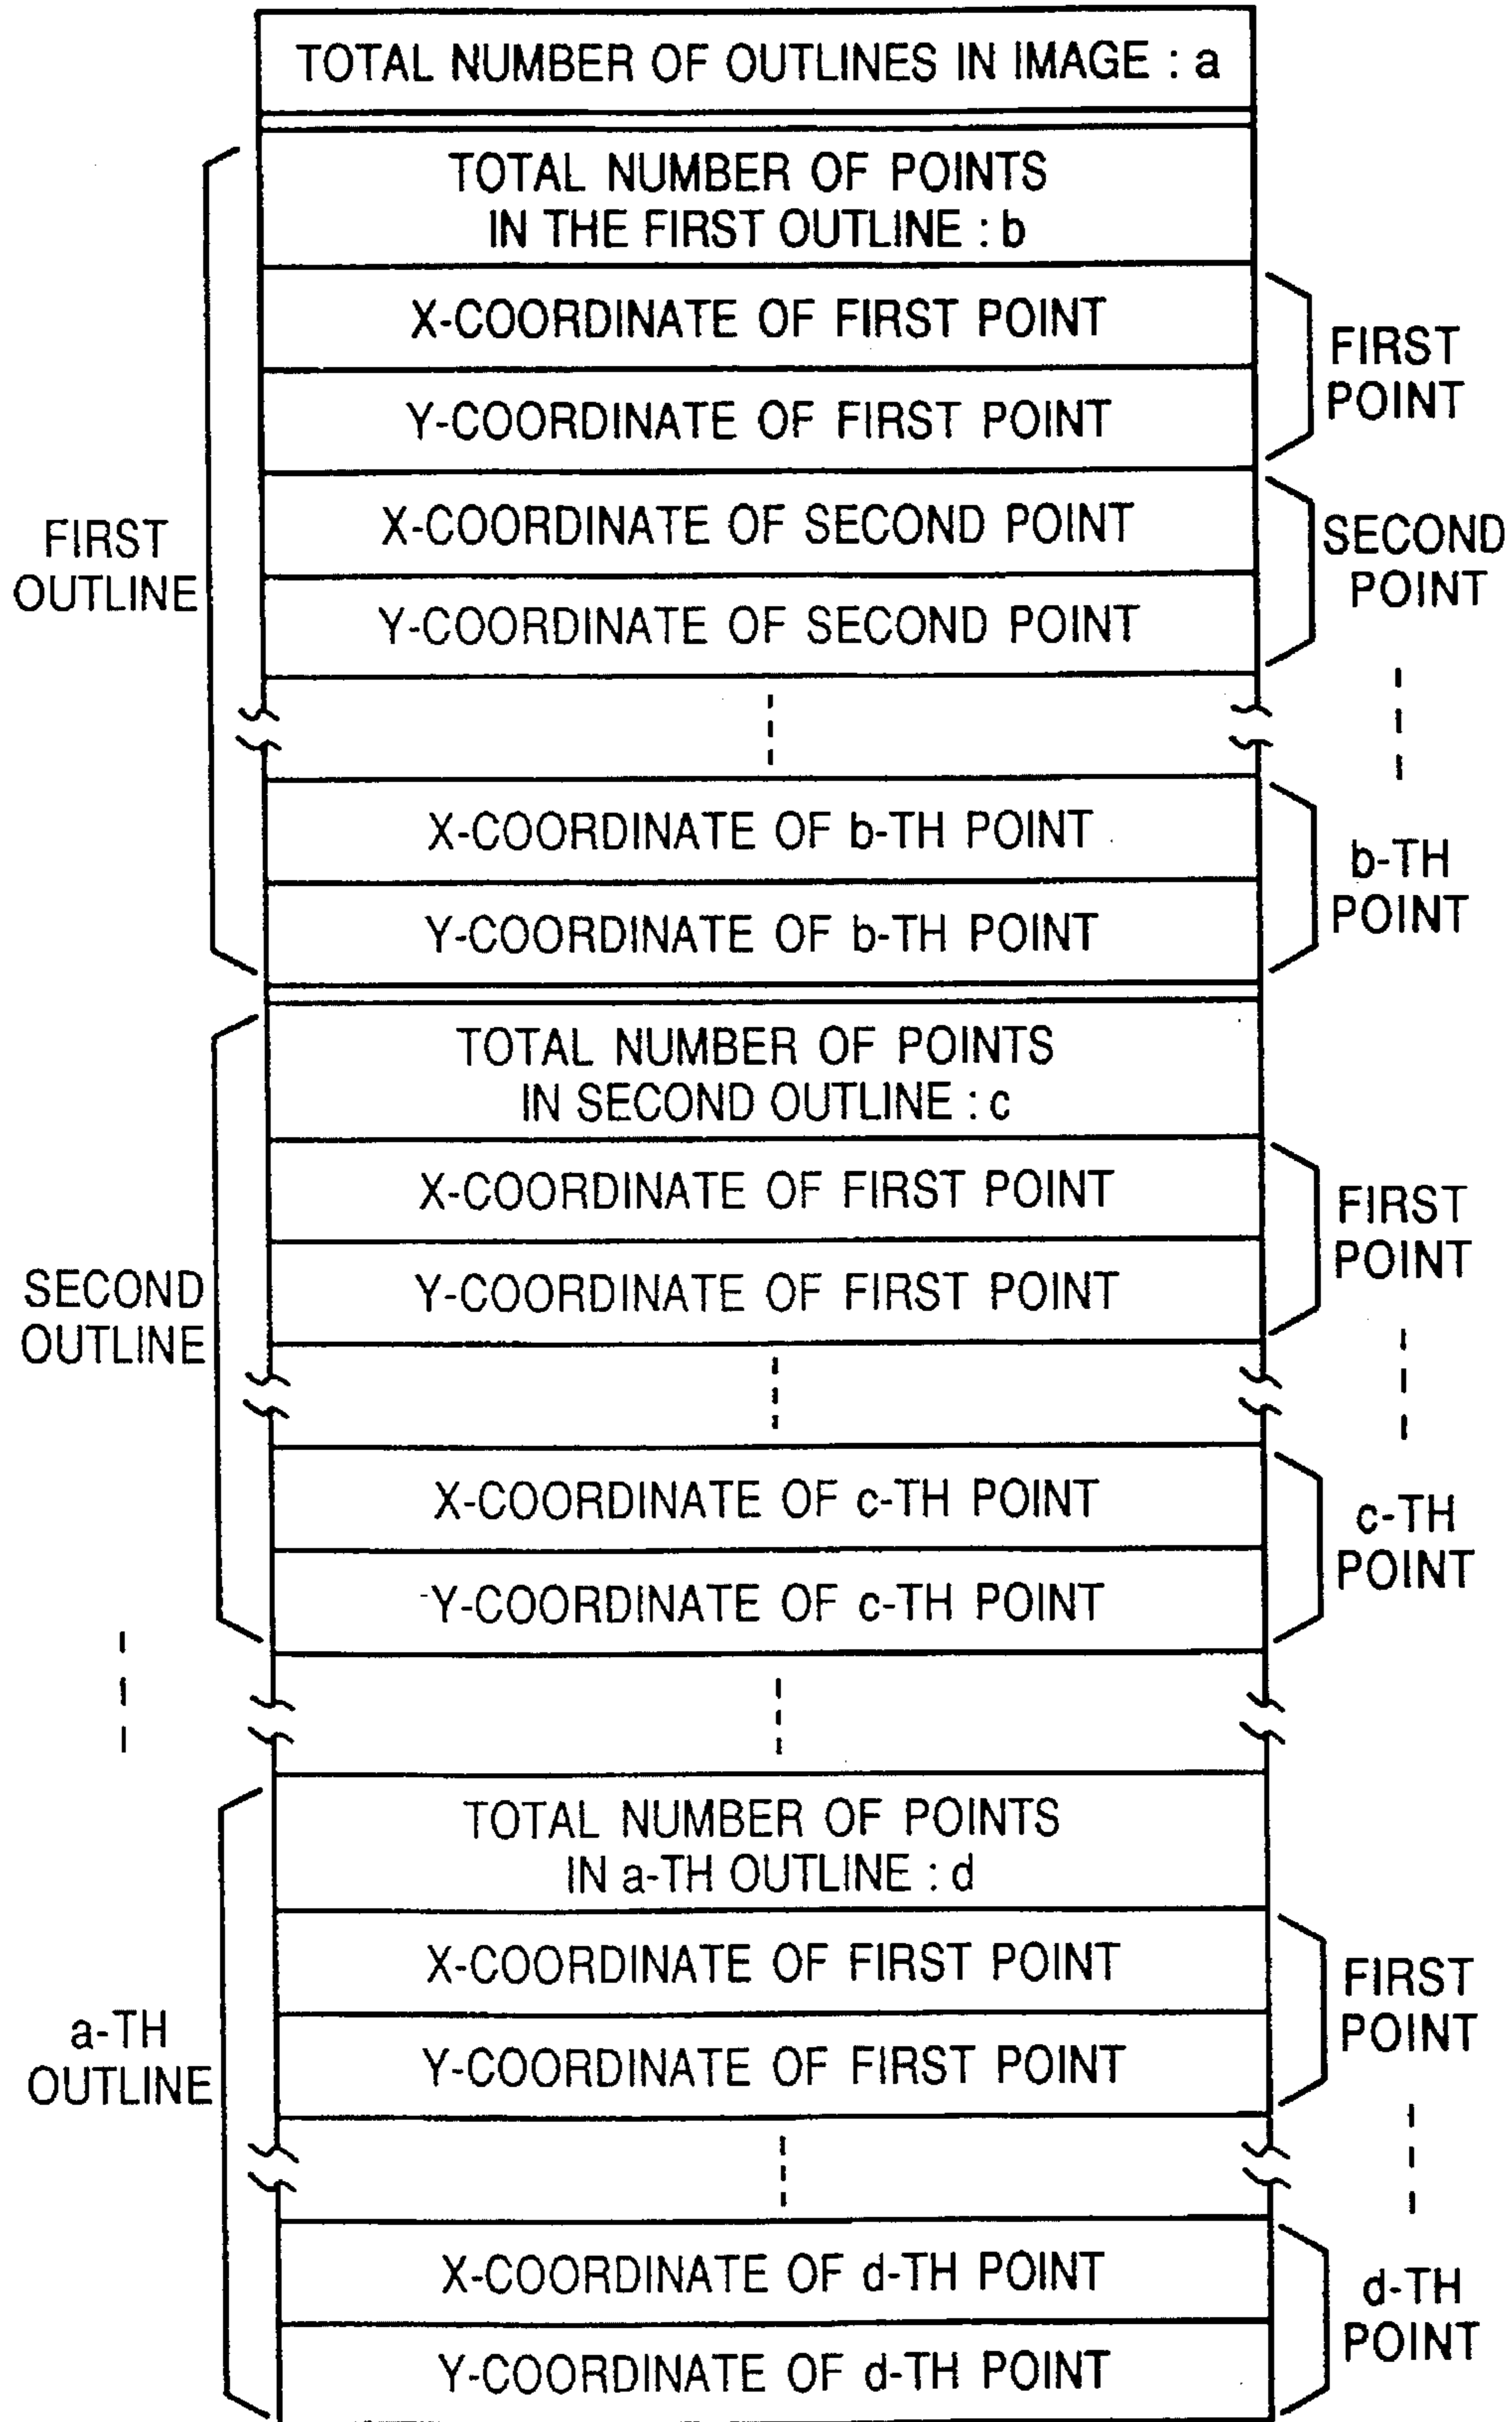 TOTAL NUMBER OF OUTLINES IN IMAGE : a
TOTAL NUMBER OF POINTS
IN THE FIRST OUTLINE : b
X-COORDINATE OF FIRST POINT
Y-COORDINATE OF FIRST POINT
FIRST
POINT
X-COORDINATE OF SECOND POINT
Y-COORDINATE OF SECOND POINT
SECOND
POINT
FIRST
OUTLINE
X-COORDINATE OF b-TH POINT
Y-COORDINATE OF b-TH POINT
b-TH
POINT
TOTAL NUMBER OF POINTS
IN SECOND OUTLINE : c
X-COORDINATE OF FIRST POINT
Y-COORDINATE OF FIRST POINT
FIRST
POINT
SECOND
OUTLINE
X-COORDINATE OF c-TH POINT
Y-COORDINATE OF c-TH POINT
c-TH
POINT
TOTAL NUMBER OF POINTS
IN a-TH OUTLINE : d
X-COORDINATE OF FIRST POINT
Y-COORDINATE OF FIRST POINT
FIRST
POINT
a-TH
OUTLINE
X-COORDINATE OF d-TH POINT
Y-COORDINATE OF d-TH POINT
d-TH
POINT